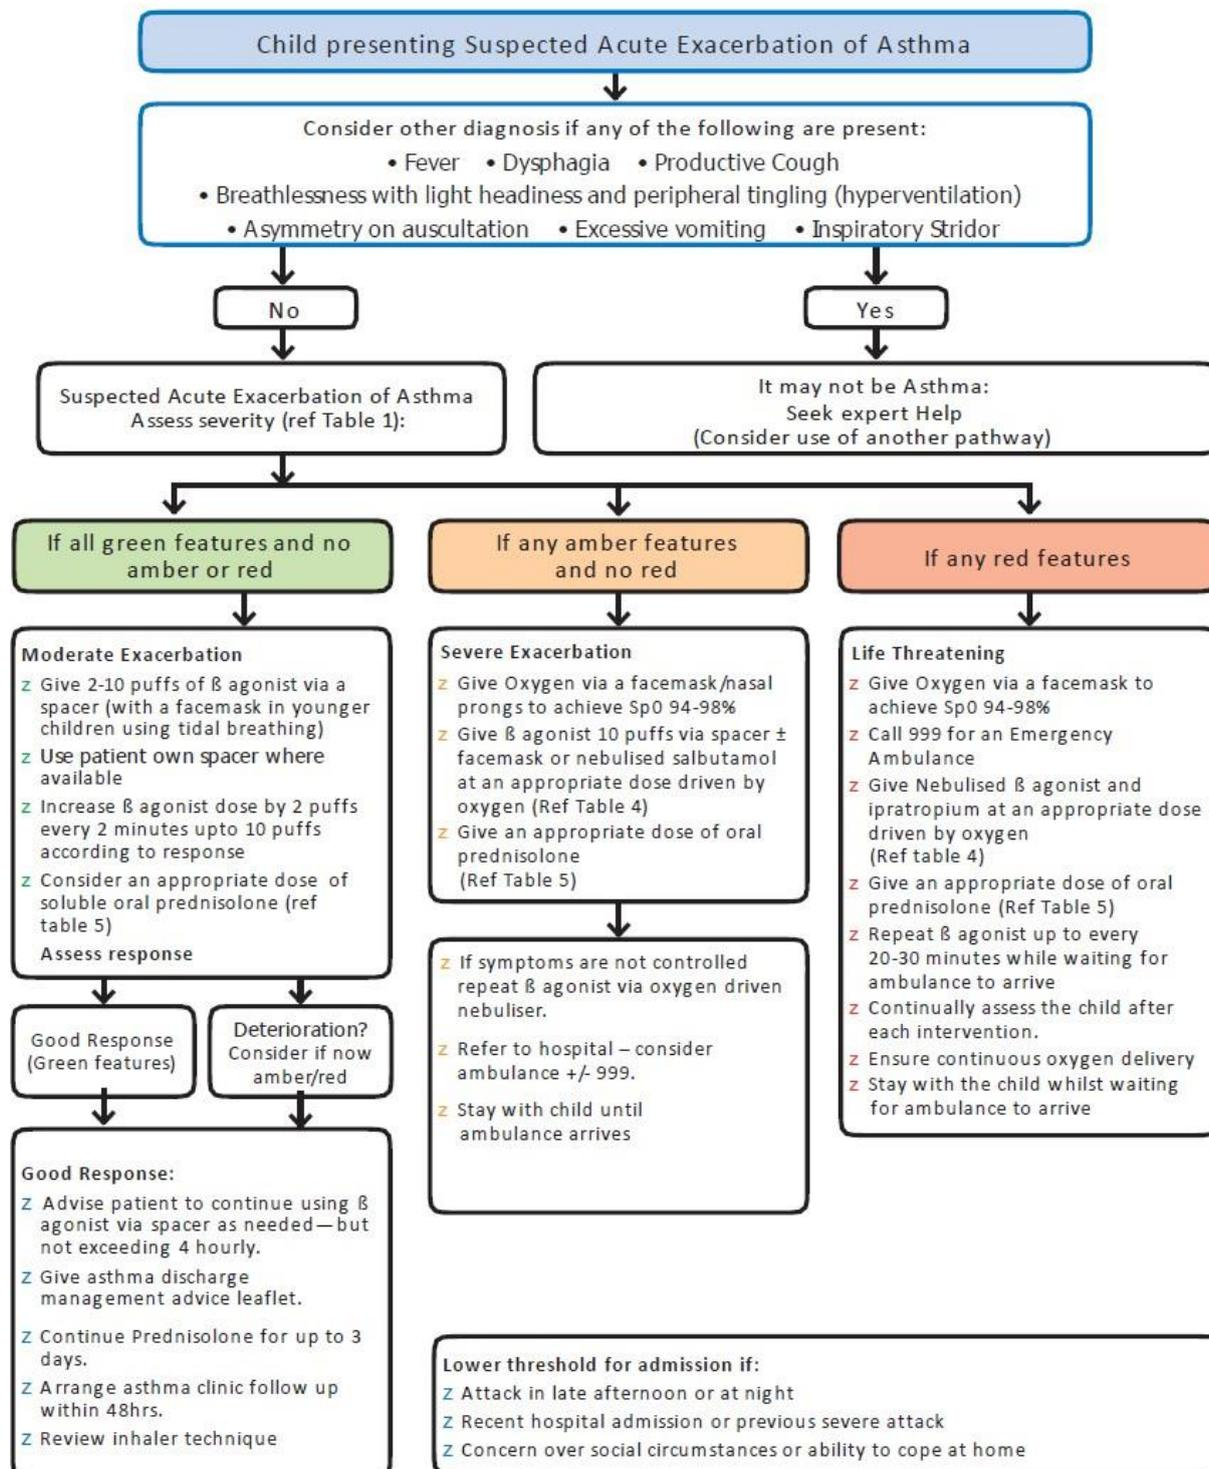 Child presenting Suspected Acute Exacerbation of Asthma
Consider other diagnosis if any of the following are present:
• Fever • Dysphagia • Productive Cough
• Breathlessness with light headiness and peripheral tingling (hyperventilation)
• Asymmetry on auscultation • Excessive vomiting • Inspiratory Stridor
No
Yes
Suspected Acute Exacerbation of Asthma
Assess severity (ref Table 1):
It may not be Asthma:
Seek expert Help
(Consider use of another pathway)
If all green features and no
amber or red
If any amber features
and no red
If any red features
Moderate Exacerbation
z Give 2-10 puffs of ß agonist via a
spacer (with a facemask in younger
children using tidal breathing)
z Use patient own spacer where
available
z Increase ß agonist dose by 2 puffs
every 2 minutes upto 10 puffs
according to response
z Consider an appropriate dose of
soluble oral prednisolone (ref
table 5)
Assess response
Good Response
(Green features)
Deterioration?
Consider if now
amber/red
Good Response:
z Advise patient to continue using ß
agonist via spacer as needed—but
not exceeding 4 hourly.
z Give asthma discharge
management advice leaflet.
z Continue Prednisolone for up to 3
days.
z Arrange asthma clinic follow up
within 48hrs.
z Review inhaler technique
Severe Exacerbation
z Give Oxygen via a facemask/nasal
prongs to achieve Sp0 94-98%
z Give ß agonist 10 puffs via spacer ±
facemask or nebulised salbutamol
at an appropriate dose driven by
oxygen (Ref Table 4)
z Give an appropriate dose of oral
prednisolone
(Ref Table 5)
z If symptoms are not controlled
repeat ß agonist via oxygen driven
nebuliser.
z Refer to hospital – consider
ambulance +/- 999.
z Stay with child until
ambulance arrives
Life Threatening
z Give Oxygen via a facemask to
achieve Sp0 94-98%
z Call 999 for an Emergency
Ambulance
z Give Nebulised ß agonist and
ipratropium at an appropriate dose
driven by oxygen
(Ref table 4)
z Give an appropriate dose of oral
prednisolone (Ref Table 5)
z Repeat ß agonist up to every
20-30 minutes while waiting for
ambulance to arrive
z Continually assess the child after
each intervention.
z Ensure continuous oxygen delivery
z Stay with the child whilst waiting
for ambulance to arrive
Lower threshold for admission if:
z Attack in late afternoon or at night
z Recent hospital admission or previous severe attack
z Concern over social circumstances or ability to cope at home